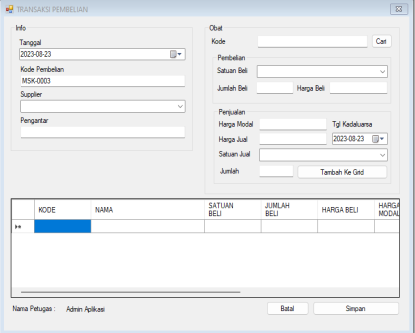 TRANSAKSI PEMBELIAN
Info
Tanggal
2023-08-23
Kode Pembelian
MSK-0003
Supplier
Pengantar
Obat
Kode
Cari
Pembelian
Satuan Beli
Jumlah Beli
Harga Beli
Penjualan
Harga Modal
Tgl Kadaluarsa
Harga Jual
2023-08-23
Satuan Jual
Jumlah
Tambah Ke Grid
KODE NAMA SATUAN BELI JUMLAH BELI HARGA BELI HARGA MODAL
Nama Petugas : Admin Aplikasi
Batal
Simpan